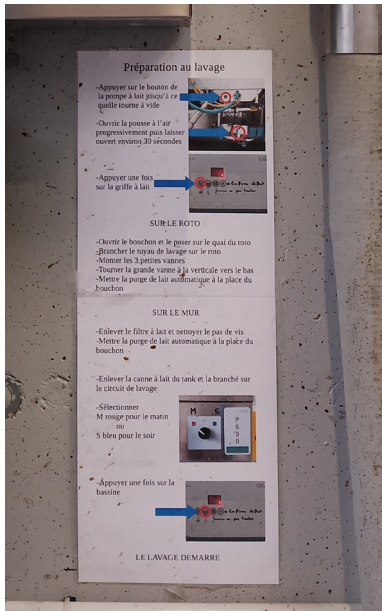 Préparation au lavage
-Appuyer sur le bouton de
la pompe à lait jusqu'à ce
quelle tourne à vide
-Ouvrir la pousse à l'air
progressivement puis laisser
ouvert environ 30 secondes
-Appuyer une fois
sur la griffe à lait
SUR LE ROTO
-Ouvrir le bouchon et le poser sur le quai du roto
-Brancher le tuyau de lavage sur le roto
-Monter les 3 petites vannes
-Tourner la grande vanne à la verticale vers le bas
-Mettre la purge de lait automatique à la place du
bouchon
SUR LE MUR
-Enlever le filtre à lait et nettoyer le pas de vis
-Mettre la purge de lait automatique à la place du
bouchon
-Enlever la canne à lait du tank et la branché sur
le circuit de lavage
-Sélectionner
M rouge pour le matin
ou
S bleu pour le soir
M S
P
G
D
D
-Appuyer une fois sur la
bassine
LE LAVAGE DEMARRE